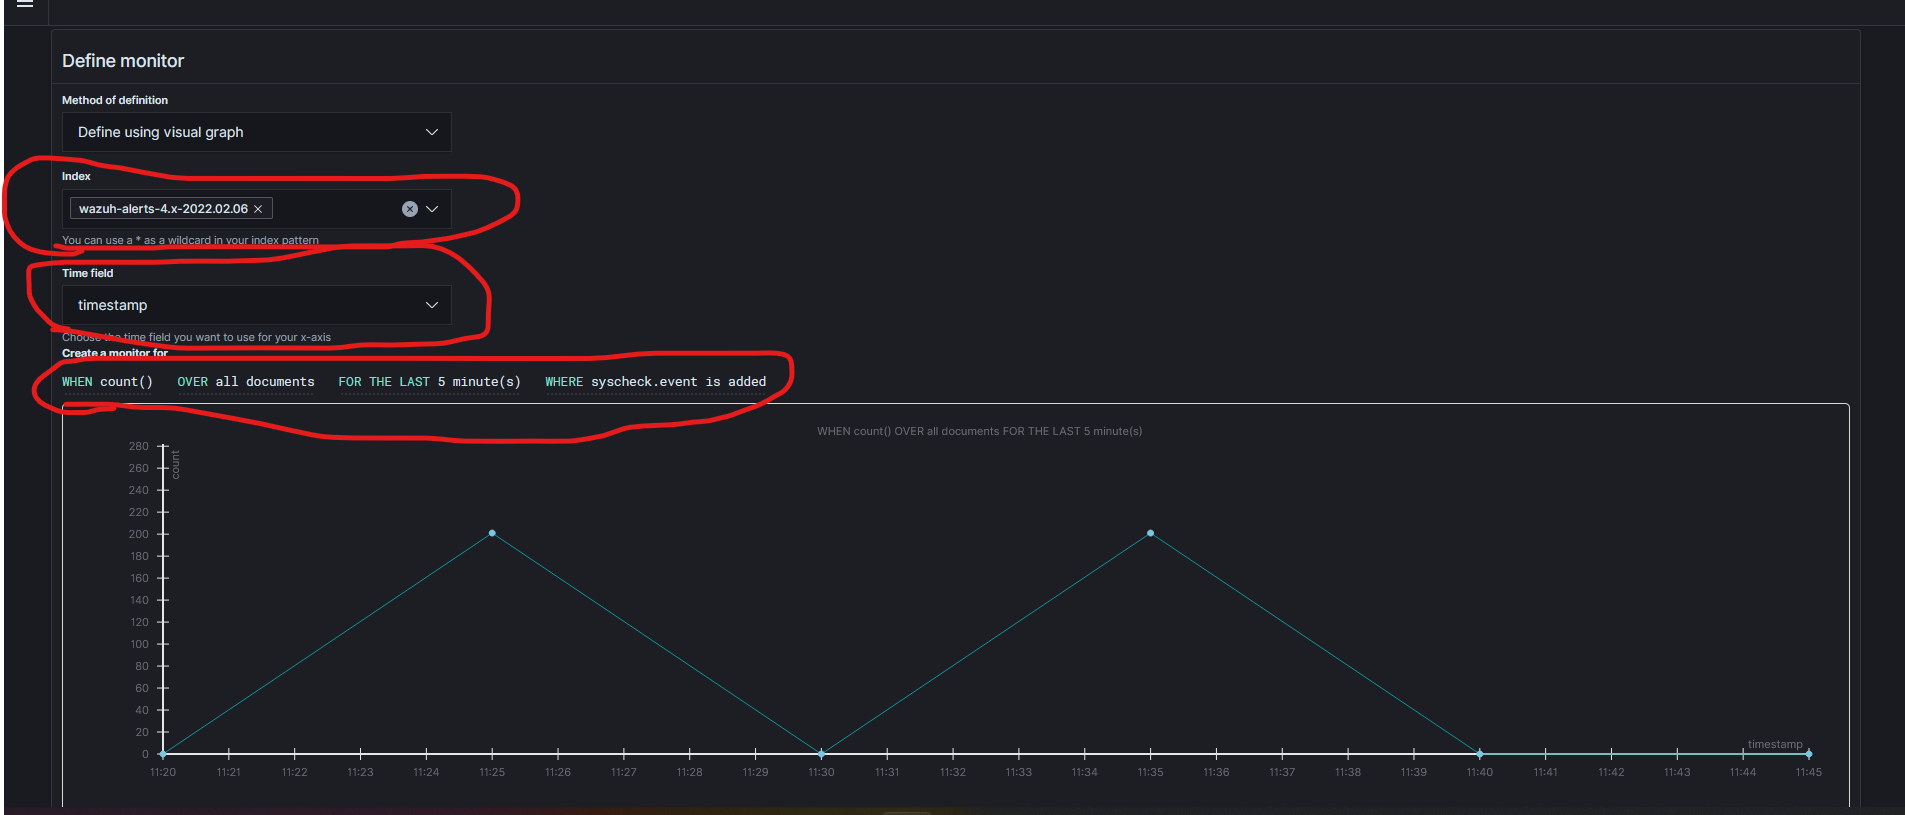 Define monitor
Method of definition
Define using visual graph
Index
wazuh-alerts-4.x-2022.02.06
You can use a * as a wildcard in your index pattern
Time field
timestamp
Choose the time field you want to use for your x-axis
Create a monitor for
WHEN count() OVER all documents FOR THE LAST 5 minute(s) WHERE syscheck.event is added
WHEN count() OVER all documents FOR THE LAST 5 minute(s)
count
280
260
240
220
200
180
160
140
120
100
80
60
40
20
0
timestamp
11:20 11:21 11:22 11:23 11:24 11:25 11:26 11:27 11:28 11:29 11:30 11:31 11:32 11:33 11:34 11:35 11:36 11:37 11:38 11:39 11:40 11:41 11:42 11:43 11:44 11:45